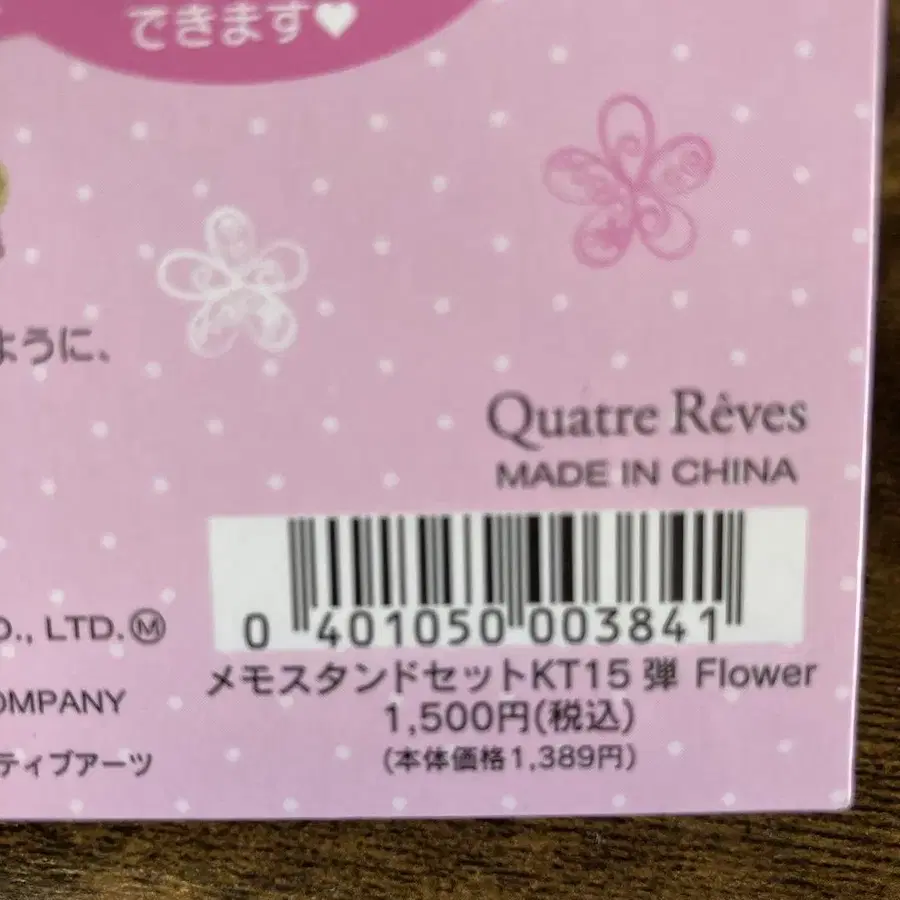 できます♥
ように、
Quatre Rêves
MADE IN CHINA
0 401050 003841
O., LTD.Ⓜ
メモスタンドセットKT15 弾 Flower
OMPANY
1,500円(税込)
ティブアーツ
(本体価格1,389円)